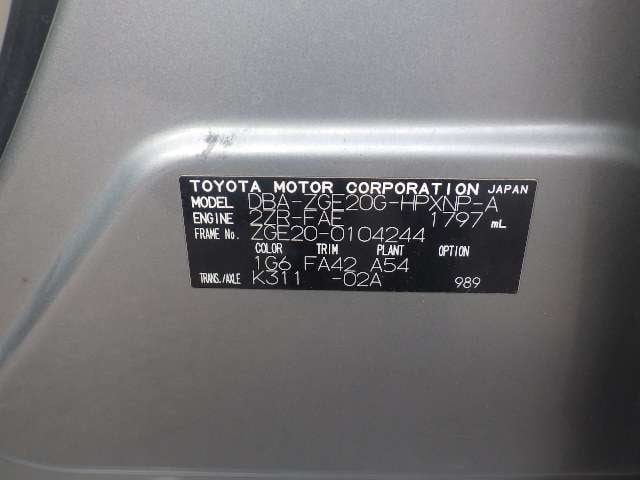 TOYOTA MOTOR CORPORATION JAPAN
MODEL DBA-ZGE20G-HPXNP-A
ENGINE 2ZR-FAE 1797 mL
FRAME No. ZGE20-0104244
COLOR TRIM PLANT OPTION
1G6 FA42 A54
TRANS./AXLE K311 -02A 989